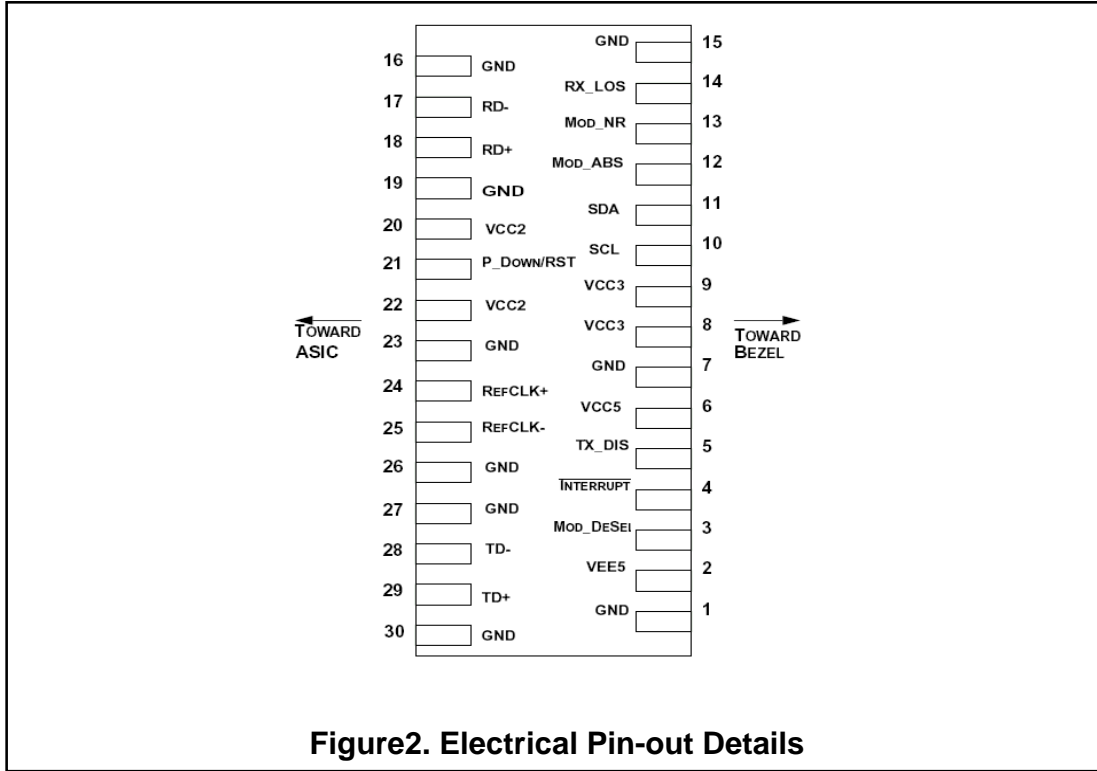 GND 15
16 GND
RX_LOS 14
17 RD-
MOD_NR 13
18 RD+
MOD_ABS 12
19 GND
SDA 11
20 VCC2
SCL 10
21 P_DOWN/RST
VCC3 9
22 VCC2
VCC3 8
TOWARD
ASIC
TOWARD
BEZEL
23 GND
GND 7
24 REFCLK+
VCC5 6
25 REFCLK-
TX_DIS 5
26 GND
INTERRUPT 4
27 GND
MOD_DESEL 3
28 TD-
VEE5 2
29 TD+
GND 1
30 GND
Figure2. Electrical Pin-out Details